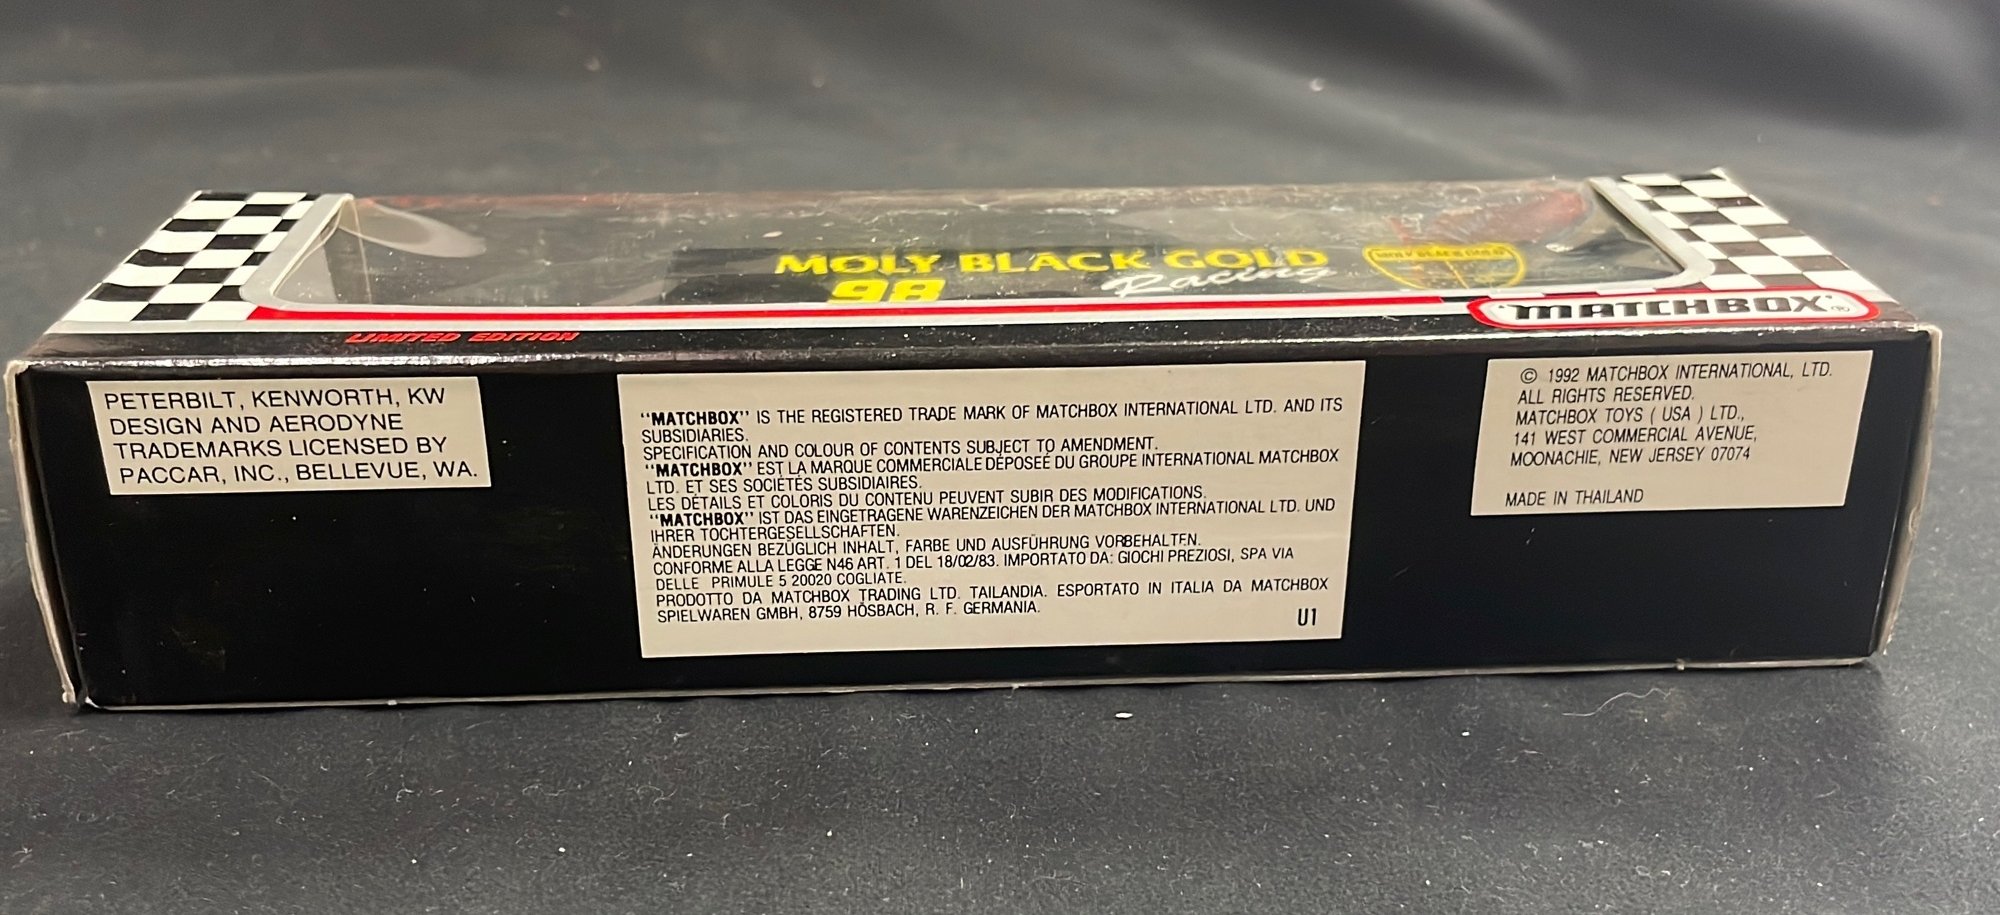 MOLY BLACK GOLD
Racing
98
MOLY BLACK GOLD
LIMITED EDITION
"MATCHBOX"®
PETERBILT, KENWORTH, KW
DESIGN AND AERODYNE
TRADEMARKS LICENSED BY
PACCAR, INC., BELLEVUE, WA.
"MATCHBOX" IS THE REGISTERED TRADE MARK OF MATCHBOX INTERNATIONAL LTD. AND ITS
SUBSIDIARIES.
SPECIFICATION AND COLOUR OF CONTENTS SUBJECT TO AMENDMENT.
"MATCHBOX" EST LA MARQUE COMMERCIALE DÉPOSÉE DU GROUPE INTERNATIONAL MATCHBOX
LTD. ET SES SOCIÉTÉS SUBSIDIAIRES.
LES DÉTAILS ET COLORIS DU CONTENU PEUVENT SUBIR DES MODIFICATIONS.
"MATCHBOX" IST DAS EINGETRAGENE WARENZEICHEN DER MATCHBOX INTERNATIONAL LTD. UND
IHRER TOCHTERGESELLSCHAFTEN.
ÄNDERUNGEN BEZÜGLICH INHALT, FARBE UND AUSFÜHRUNG VORBEHALTEN.
CONFORME ALLA LEGGE N46 ART. 1 DEL 18/02/83. IMPORTATO DA: GIOCHI PREZIOSI, SPA VIA
DELLE PRIMULE 5 20020 COGLIATE.
PRODOTTO DA MATCHBOX TRADING LTD. TAILANDIA. ESPORTATO IN ITALIA DA MATCHBOX
SPIELWAREN GMBH, 8759 HÖSBACH, R. F. GERMANIA.
U1
© 1992 MATCHBOX INTERNATIONAL, LTD.
ALL RIGHTS RESERVED.
MATCHBOX TOYS ( USA ) LTD.,
141 WEST COMMERCIAL AVENUE,
MOONACHIE, NEW JERSEY 07074
MADE IN THAILAND